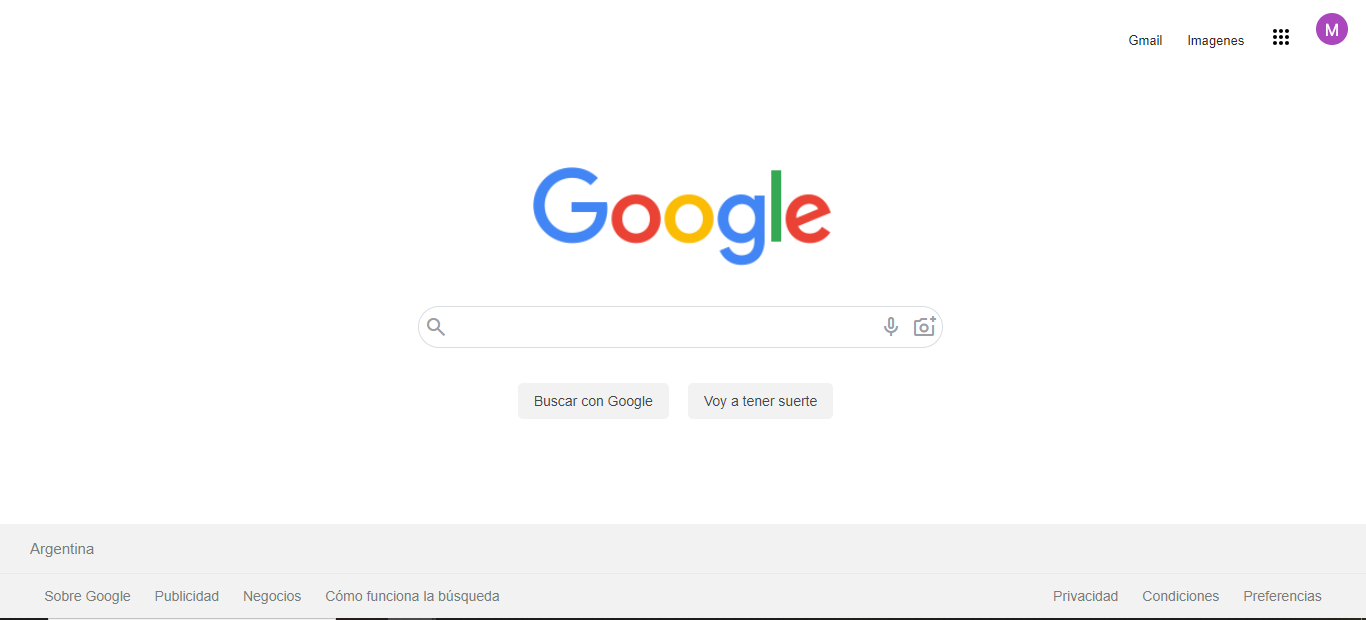 Gmail Imagenes M
Google
Buscar con Google Voy a tener suerte
Argentina
Sobre Google Publicidad Negocios Cómo funciona la búsqueda Privacidad Condiciones Preferencias